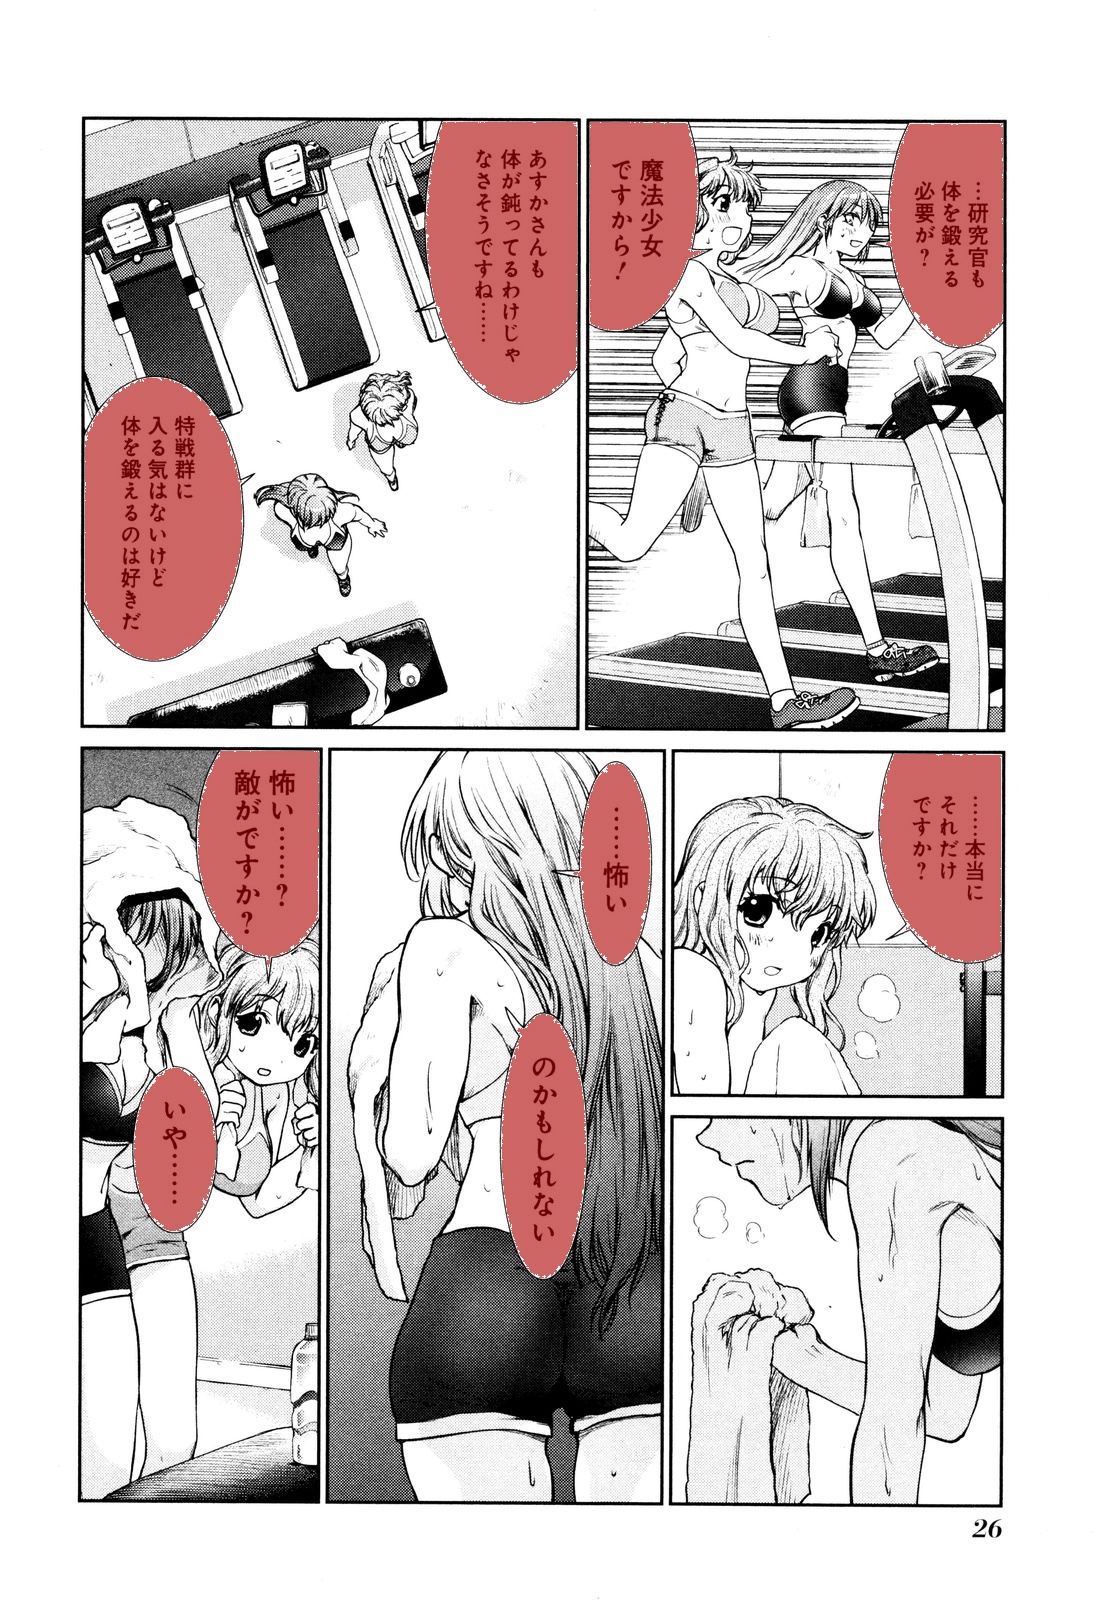 …研究官も
体を鍛える
必要が？
魔法少女
ですから！
あすかさんも
体が鈍ってるわけじゃ
なさそうですね……
特戦群に
入る気はないけど
体を鍛えるのは好きだ
……本当に
それだけ
ですか？
……怖い
のかもしれない
怖い……？
敵がですか？
いや……
26